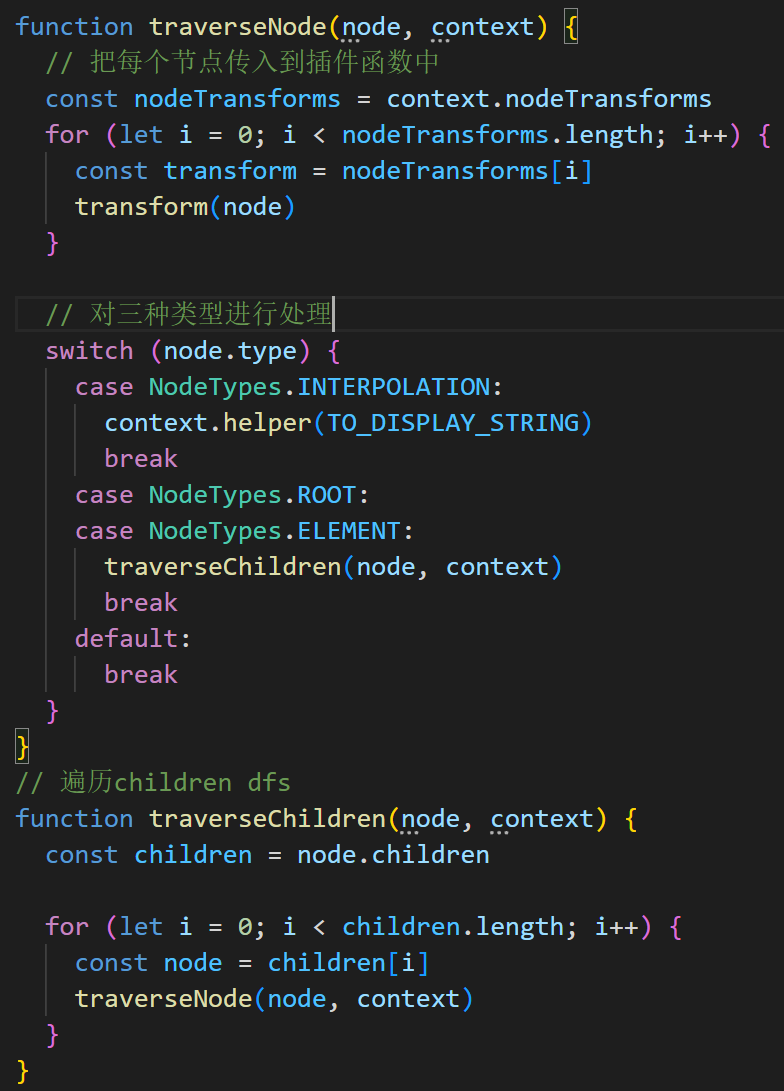 function traverseNode(node, context) {
  // 把每个节点传入到插件函数中
  const nodeTransforms = context.nodeTransforms
  for (let i = 0; i < nodeTransforms.length; i++) {
    const transform = nodeTransforms[i]
    transform(node)
  }

  // 对三种类型进行处理
  switch (node.type) {
    case NodeTypes.INTERPOLATION:
      context.helper(TO_DISPLAY_STRING)
      break
    case NodeTypes.ROOT:
    case NodeTypes.ELEMENT:
      traverseChildren(node, context)
      break
    default:
      break
  }
}
// 遍历children dfs
function traverseChildren(node, context) {
  const children = node.children

  for (let i = 0; i < children.length; i++) {
    const node = children[i]
    traverseNode(node, context)
  }
}